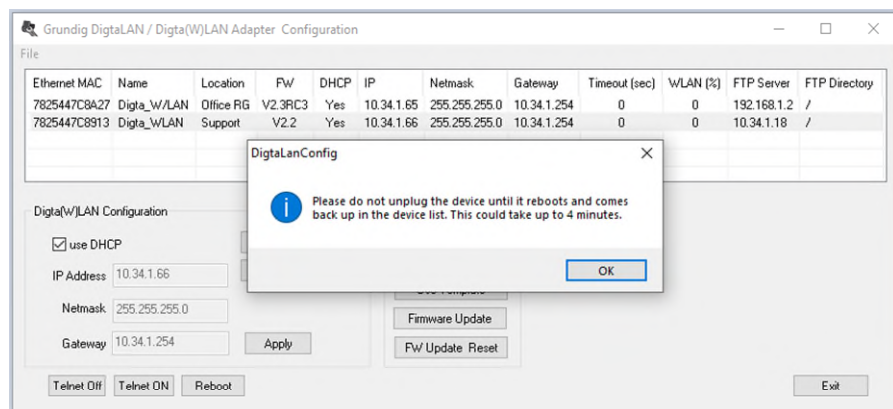 Grundig DigtaLAN / Digta(W)LAN Adapter Configuration
File
Ethernet MAC Name Location FW DHCP IP Netmask Gateway Timeout (sec) WLAN (%) FTP Server FTP Directory
7825447C8A27 Digta_W/LAN Office RG V2.3RC3 Yes 10.34.1.65 255.255.255.0 10.34.1.254 0 0 192.168.1.2 /
7825447C8913 Digta_WLAN Support V2.2 Yes 10.34.1.66 255.255.255.0 10.34.1.254 0 0 10.34.1.18 /
DigtaLanConfig
Please do not unplug the device until it reboots and comes
back up in the device list. This could take up to 4 minutes.
OK
Digta(W)LAN Configuration
use DHCP
IP Address 10.34.1.66
Netmask 255.255.255.0
Gateway 10.34.1.254
Apply
Firmware Update
FW Update Reset
Telnet Off Telnet ON Reboot
Exit